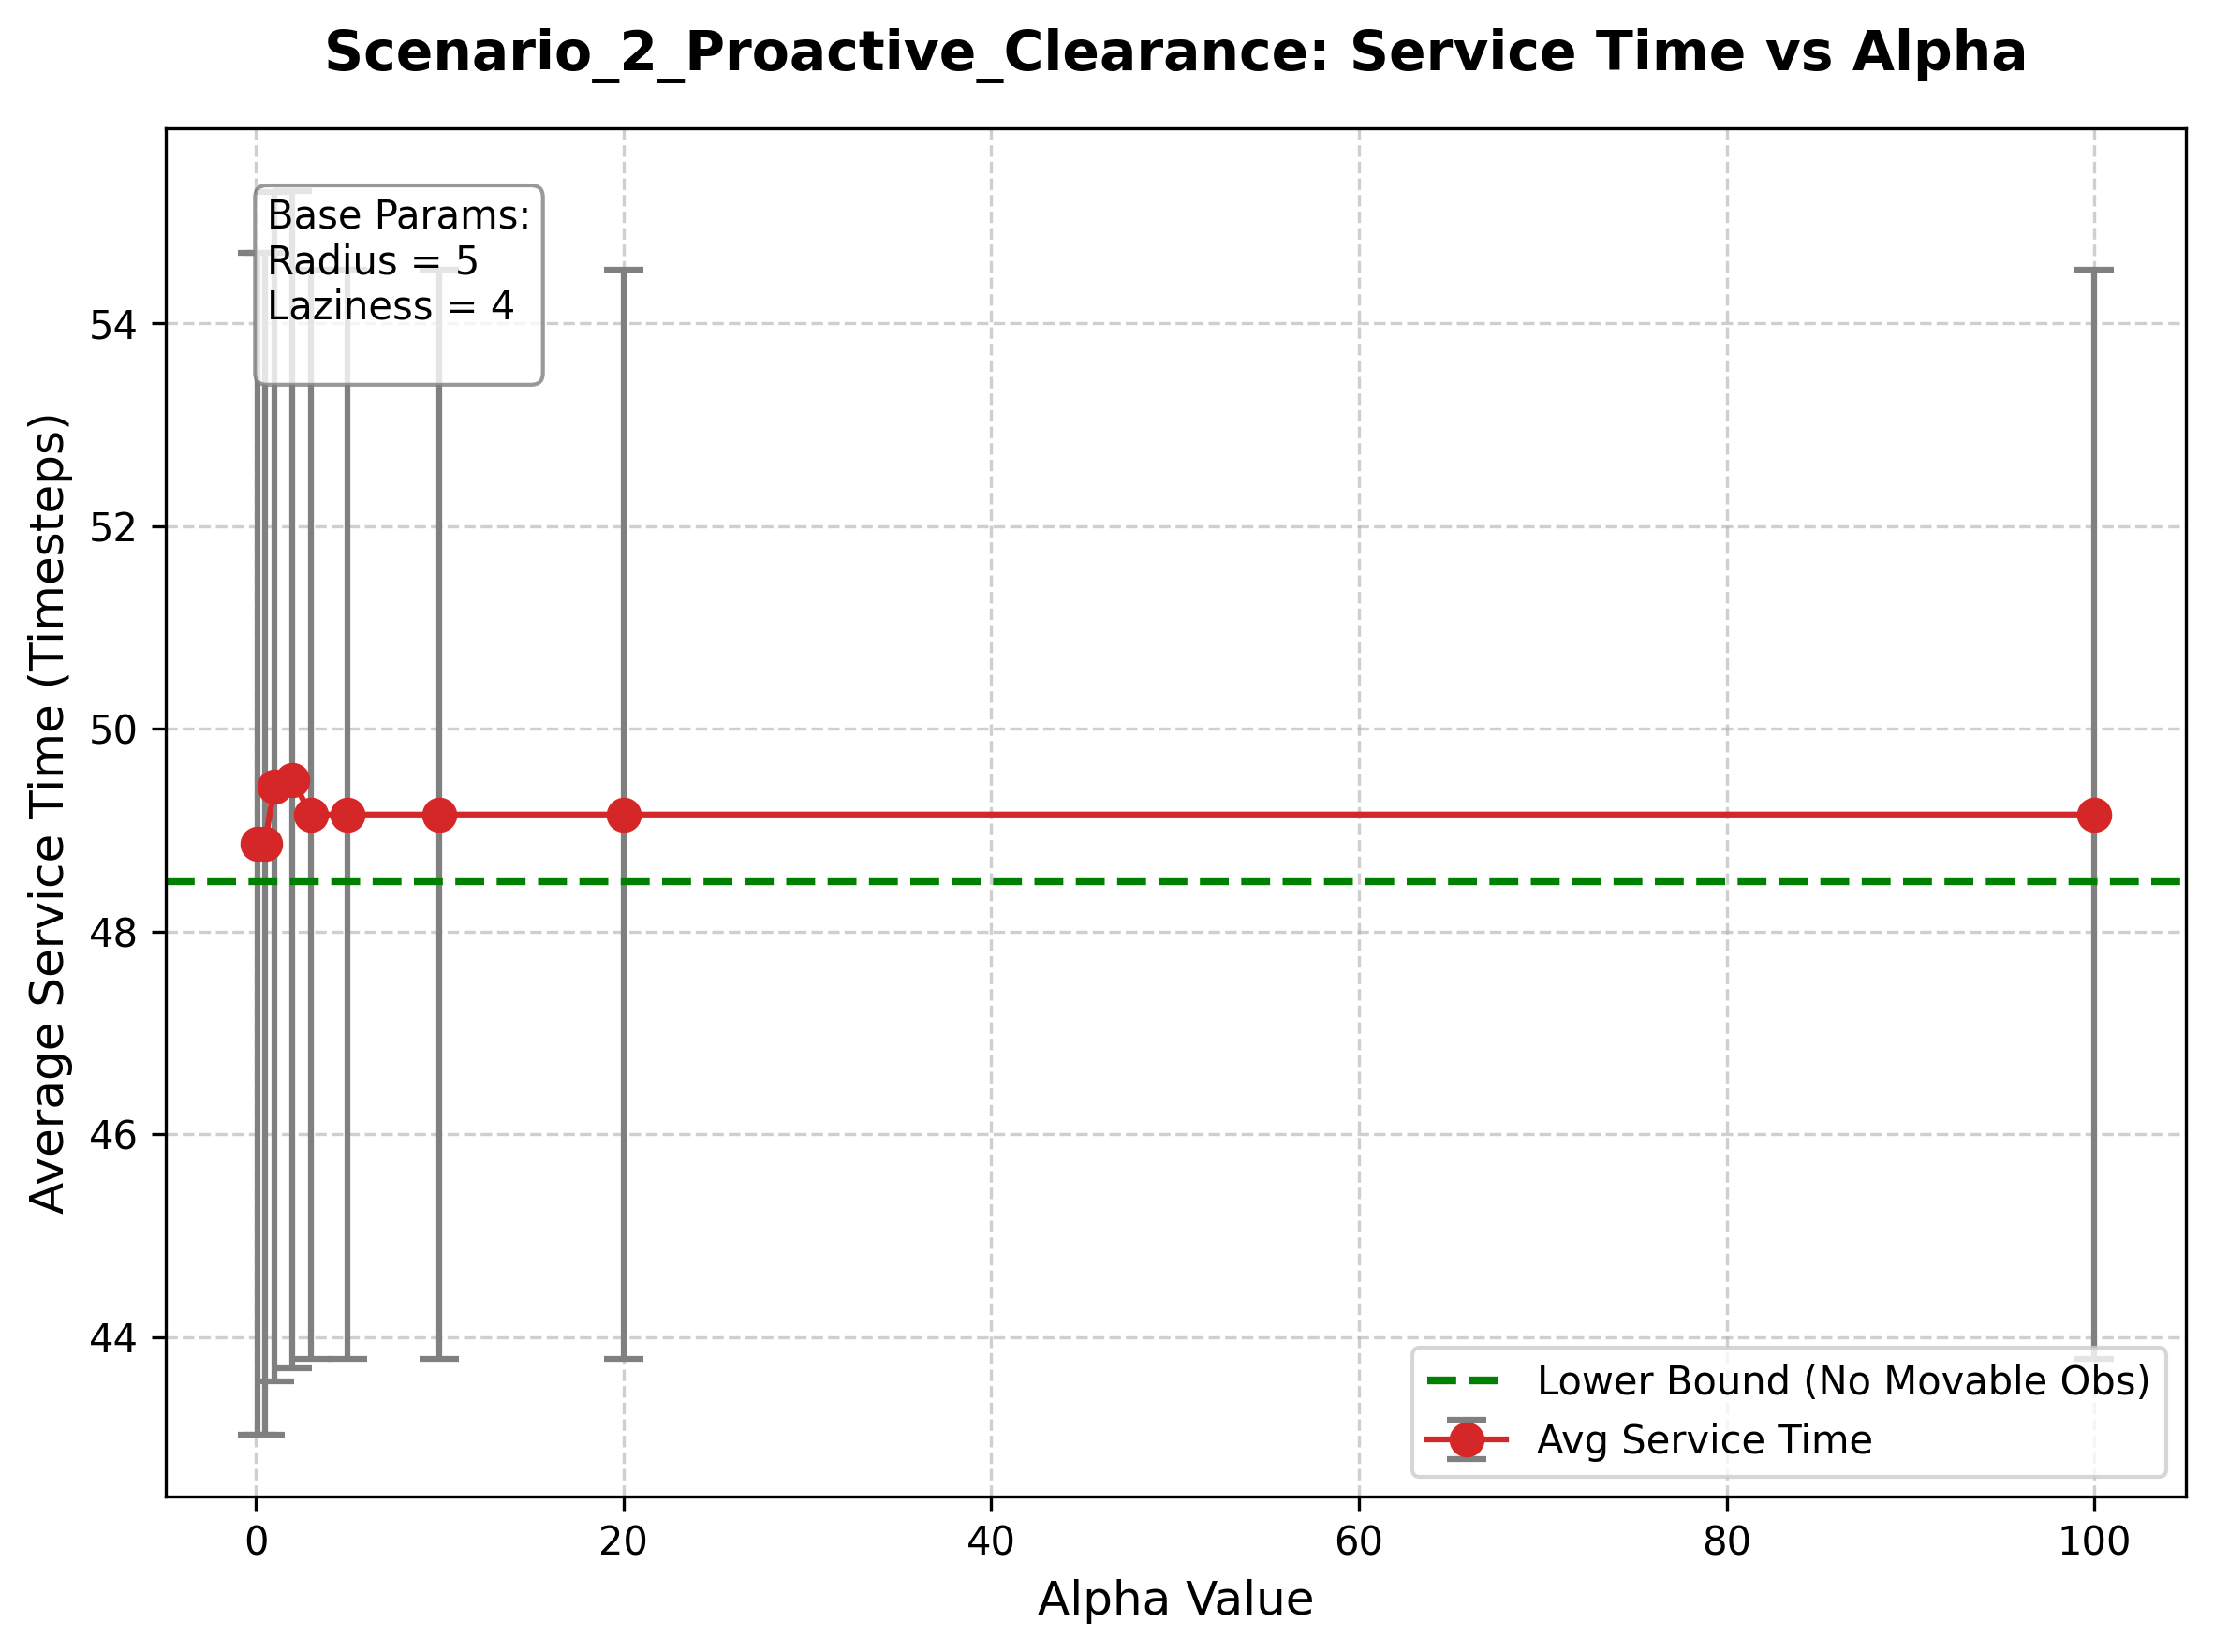 Scenario_2_Proactive_Clearance: Service Time vs Alpha
Base Params:
Radius = 5
Laziness = 4
Average Service Time (Timesteps)
54
52
50
48
46
44
Lower Bound (No Movable Obs)
Avg Service Time
0 20 40 60 80 100
Alpha Value